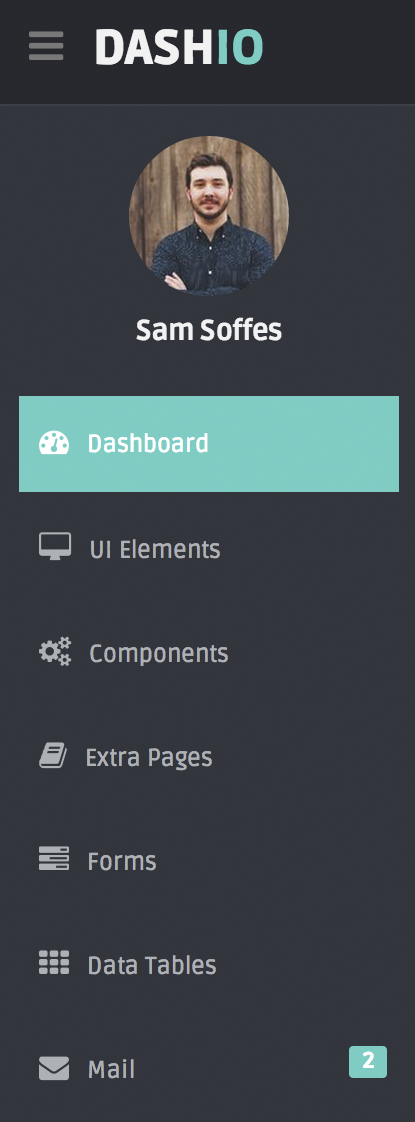 DASHIO
Sam Soffes
Dashboard
UI Elements
Components
Extra Pages
Forms
Data Tables
Mail
2